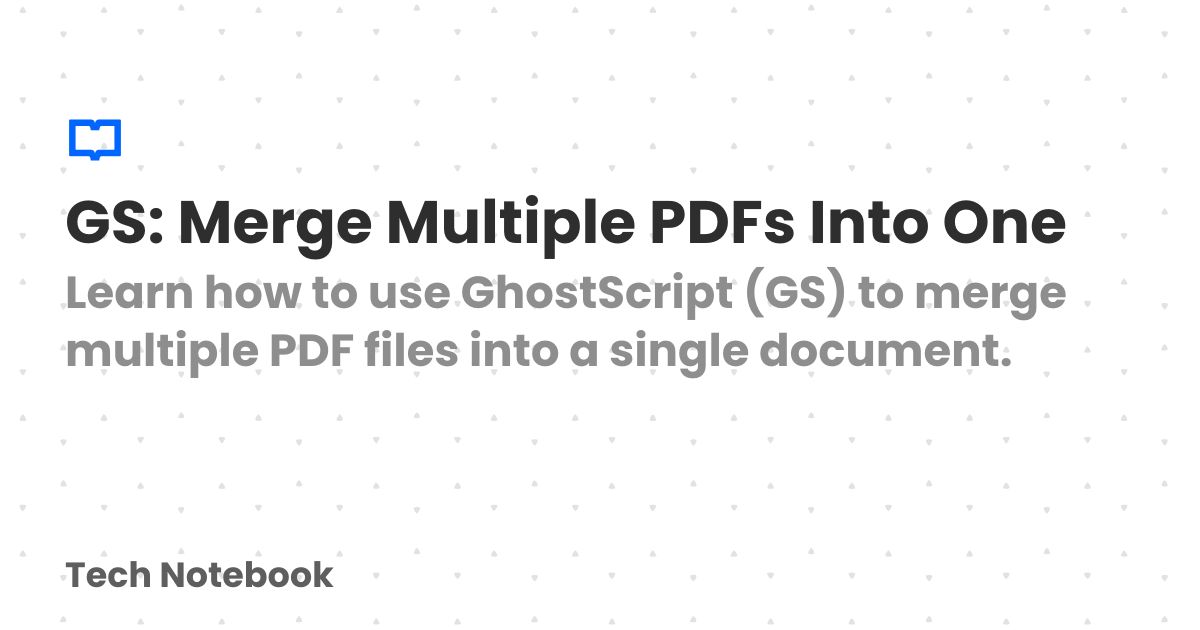 GS: Merge Multiple PDFs Into One
Learn how to use GhostScript (GS) to merge
multiple PDF files into a single document.
Tech Notebook